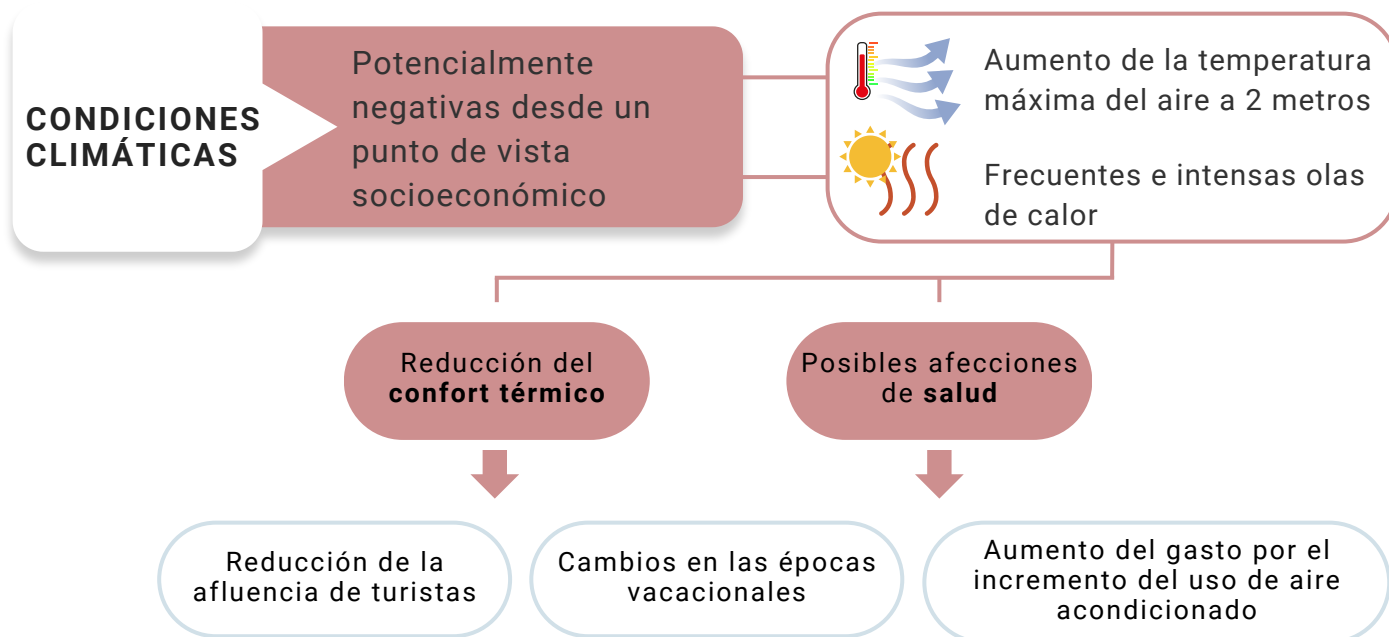 CONDICIONES
CLIMÁTICAS
Potencialmente
negativas desde un
punto de vista
socioeconómico
Aumento de la temperatura
máxima del aire a 2 metros
Frecuentes e intensas olas
de calor
Reducción del
confort térmico
Posibles afecciones
de salud
Reducción de la
afluencia de turistas
Cambios en las épocas
vacacionales
Aumento del gasto por el
incremento del uso de aire
acondicionado